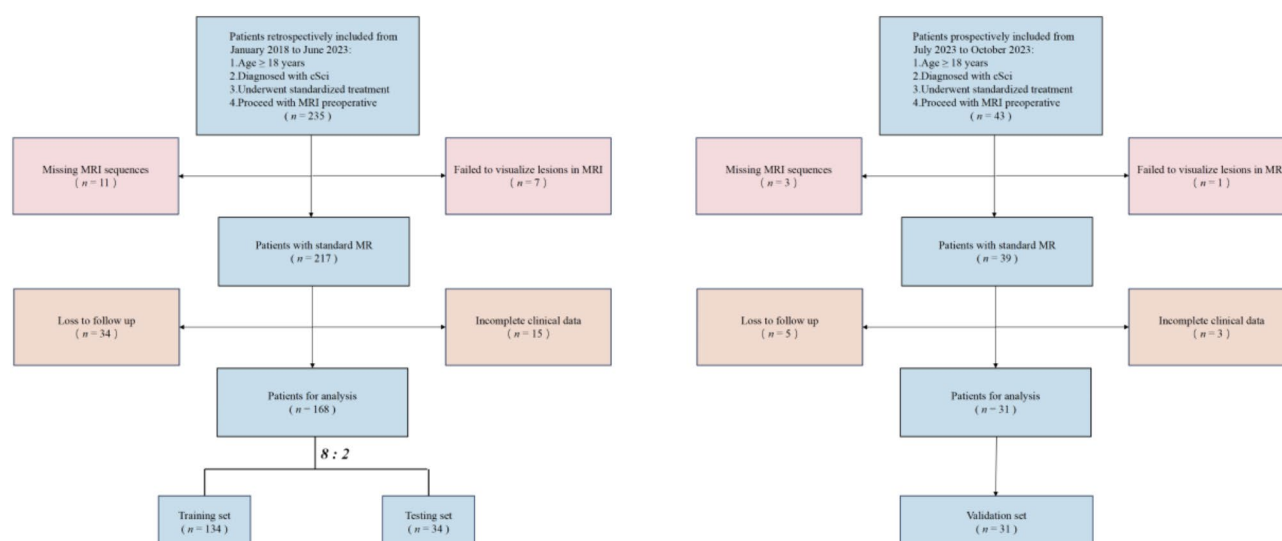 Patients retrospectively included from
January 2018 to June 2023:
1.Age ≥ 18 years
2.Diagnosed with cSci
3.Underwent standardized treatment
4.Proceed with MRI preoperative
( n = 235 )
Missing MRI sequences
( n = 11 )
Failed to visualize lesions in MRI
( n = 7 )
Patients with standard MR
( n = 217 )
Loss to follow up
( n = 34 )
Incomplete clinical data
( n = 15 )
Patients for analysis
( n = 168 )
8 : 2
Training set
( n = 134 )
Testing set
( n = 34 )
Patients prospectively included from
July 2023 to October 2023:
1.Age ≥ 18 years
2.Diagnosed with cSci
3.Underwent standardized treatment
4.Proceed with MRI preoperative
( n = 43 )
Missing MRI sequences
( n = 3 )
Failed to visualize lesions in MR
( n = 1 )
Patients with standard MR
( n = 39 )
Loss to follow up
( n = 5 )
Incomplete clinical data
( n = 3 )
Patients for analysis
( n = 31 )
Validation set
( n = 31 )